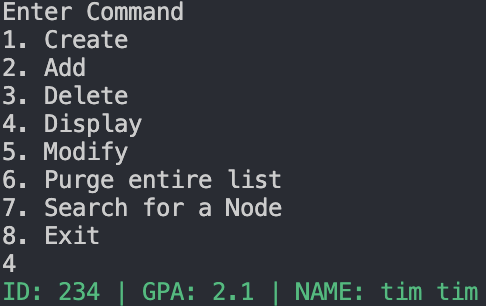 Enter Command
1. Create
2. Add
3. Delete
4. Display
5. Modify
6. Purge entire list
7. Search for a Node
8. Exit
4
ID: 234 | GPA: 2.1 | NAME: tim tim